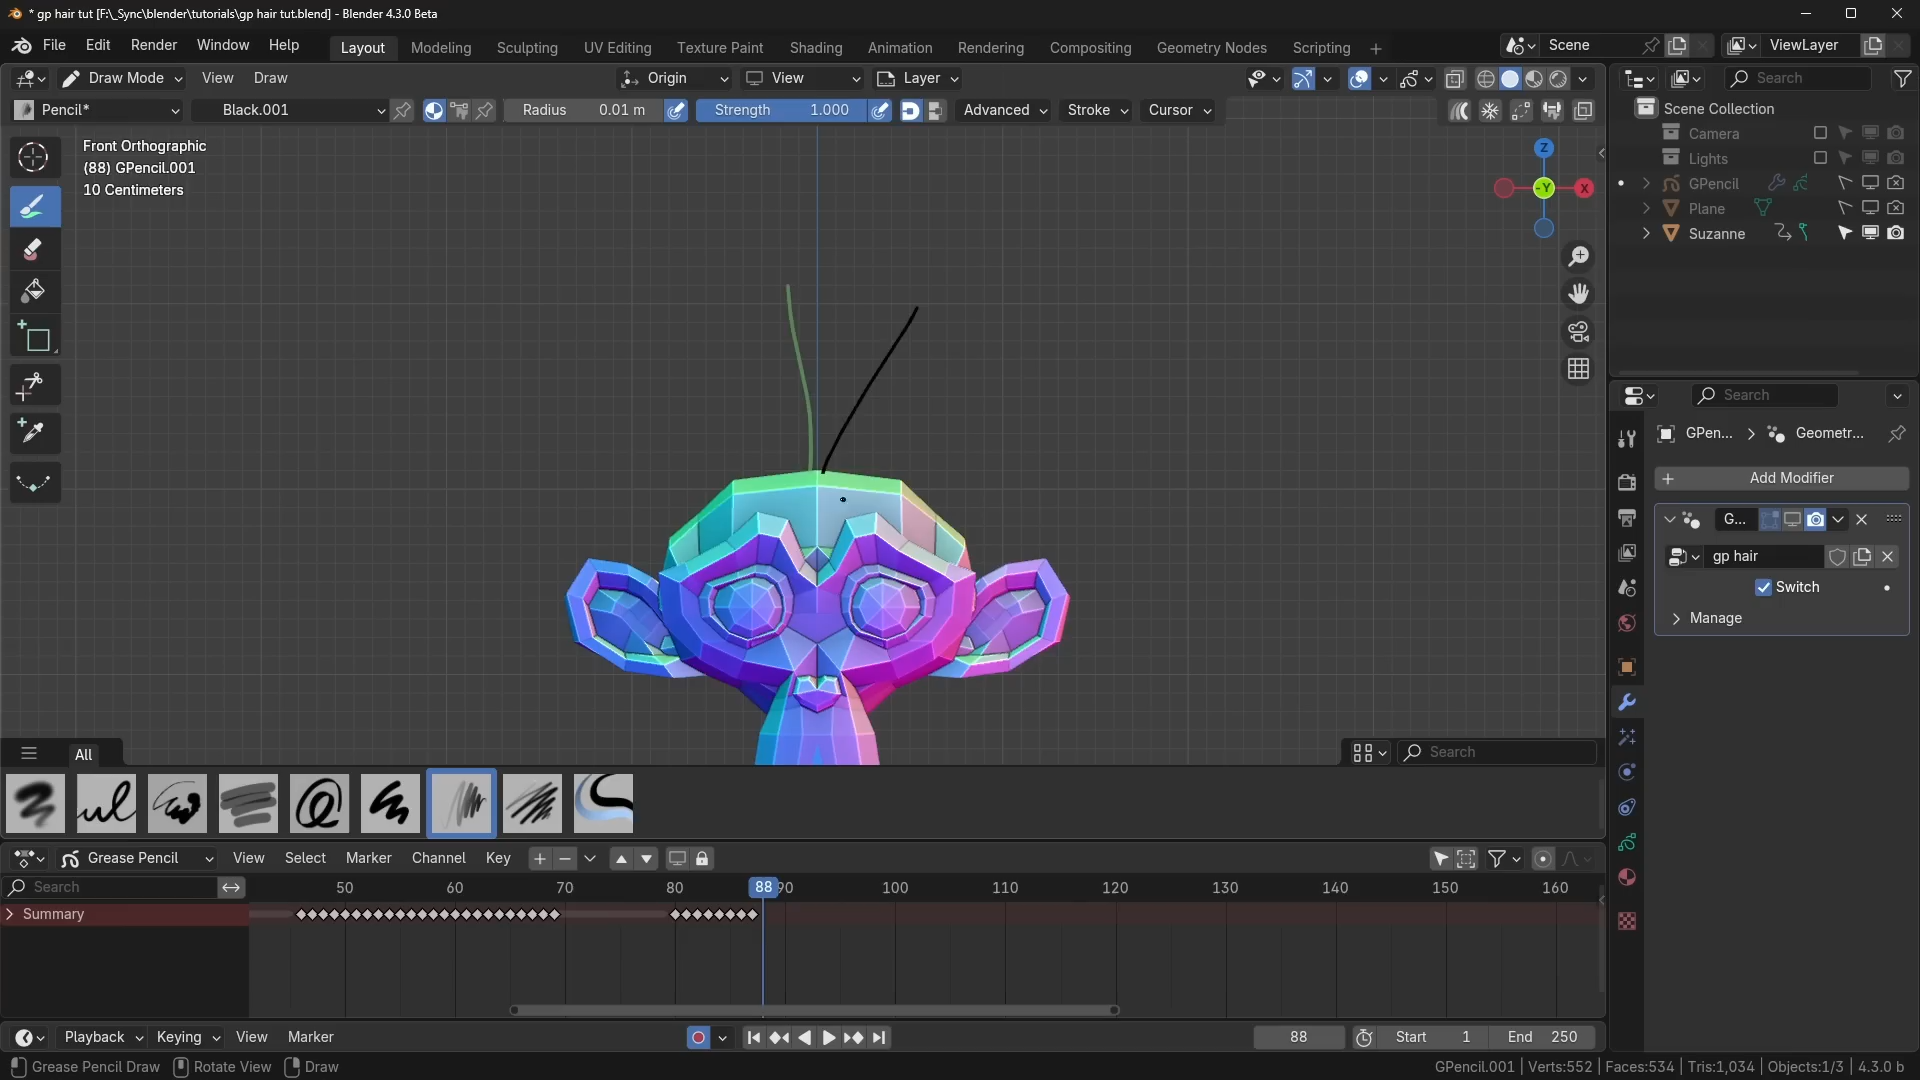 * gp hair tut [F:\_Sync\blender\tutorials\gp hair tut.blend] - Blender 4.3.0 Beta
File Edit Render Window Help Layout Modeling Sculpting UV Editing Texture Paint Shading Animation Rendering Compositing Geometry Nodes Scripting + Scene ViewLayer
Draw Mode View Draw Origin View Layer Search
Pencil* Black.001 Radius 0.01 m Strength 1.000 Advanced Stroke Cursor
Scene Collection
Camera
Lights
GPencil
Plane
Suzanne
Front Orthographic
(88) GPencil.001
10 Centimeters
Z
-Y X
Search
GPen... > Geometr...
+ Add Modifier
G...
gp hair
Switch
Manage
All Search
Grease Pencil View Select Marker Channel Key
Search 50 60 70 80 88 90 100 110 120 130 140 150 160
Summary
Playback Keying View Marker 88 Start 1 End 250
Grease Pencil Draw Rotate View Draw GPencil.001 | Verts:552 | Faces:534 | Tris:1,034 | Objects:1/3 | 4.3.0 b